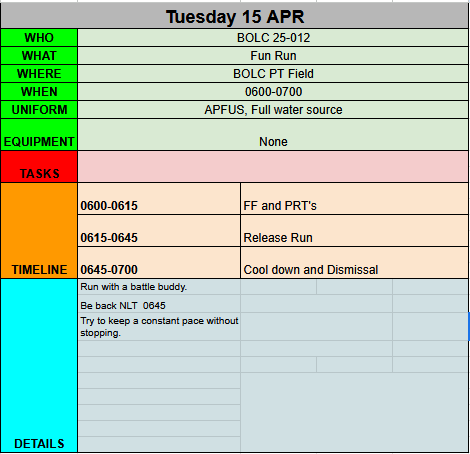 Tuesday 15 APR
WHO BOLC 25-012
WHAT Fun Run
WHERE BOLC PT Field
WHEN 0600-0700
UNIFORM APFUS, Full water source
EQUIPMENT None
TASKS
0600-0615 FF and PRT's
0615-0645 Release Run
TIMELINE 0645-0700 Cool down and Dismissal
Run with a battle buddy.
Be back NLT 0645
Try to keep a constant pace without
stopping.
DETAILS